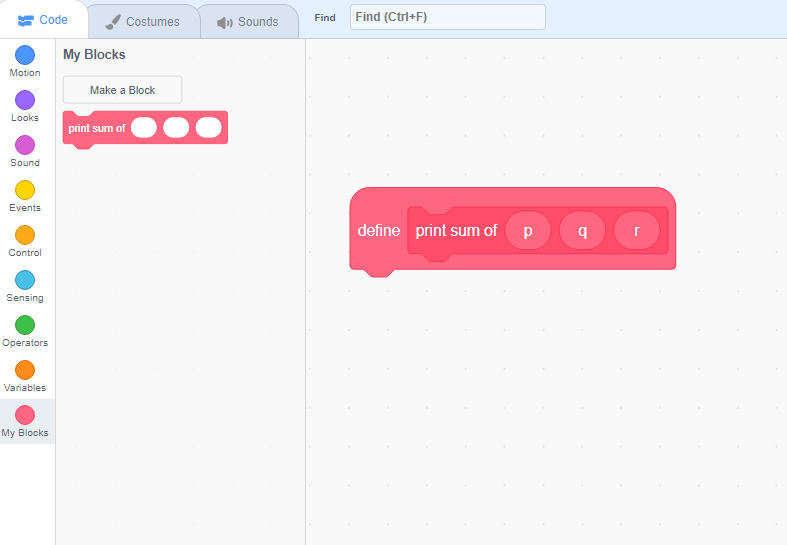 Code
Costumes
Sounds
Find
Find (Ctrl+F)
Motion
Looks
Sound
Events
Control
Sensing
Operators
Variables
My Blocks
My Blocks
Make a Block
print sum of
define print sum of p q r